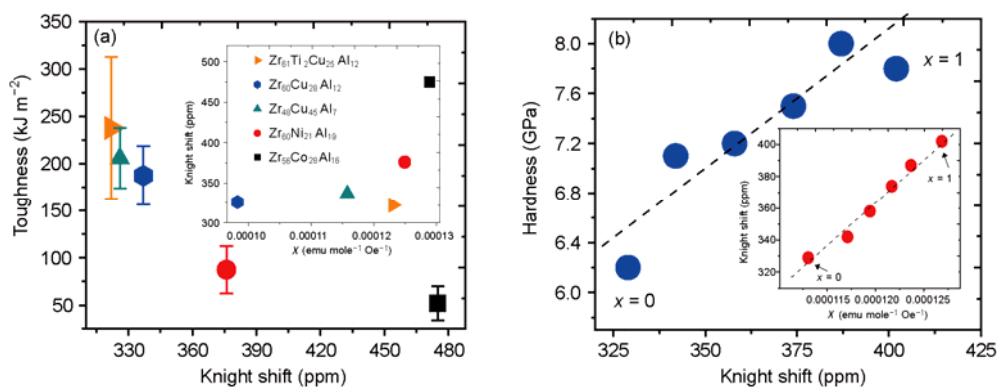 (a)
Toughness (kJ m⁻²)
350
300
250
200
150
100
50
330 360 390 420 450 480
Knight shift (ppm)
Zr₆₁Ti₂Cu₂₅Al₁₂
Zr₆₀Cu₂₈Al₁₂
Zr₄₈Cu₄₅Al₇
Zr₆₀Ni₂₁Al₁₉
Zr₅₆Co₂₈Al₁₆
Knight shift (ppm)
500
450
400
350
300
0.00010 0.00011 0.00012 0.00013
X (emu mole⁻¹ Oe⁻¹)
(b)
Hardness (GPa)
8.0
7.6
7.2
6.8
6.4
6.0
x = 1
x = 0
325 350 375 400 425
Knight shift (ppm)
Knight shift (ppm)
400
380
360
340
320
x = 1
x = 0
0.000115 0.000120 0.000125
X (emu mole⁻¹ Oe⁻¹)